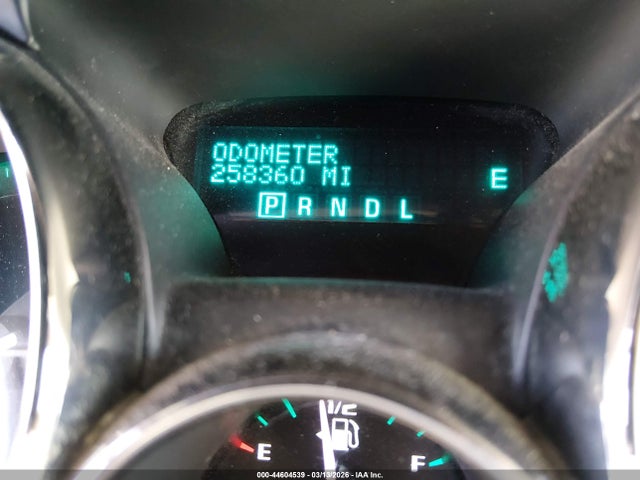 ODOMETER
258360 MI
E
P R N D L
1/2
E
F
000-44604539 - 03/13/2026 - IAA Inc.